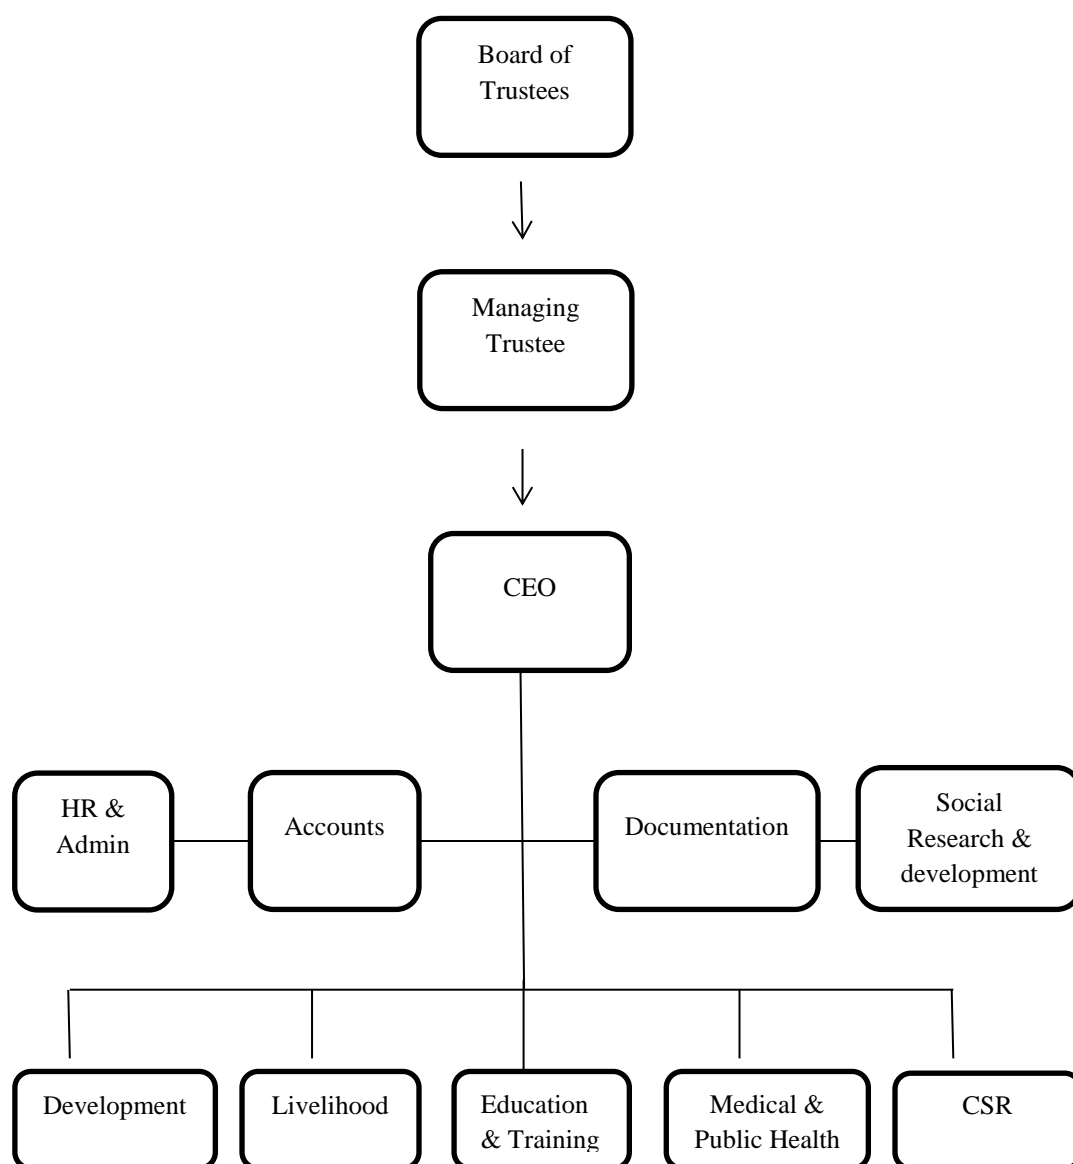 Board of
Trustees
Managing
Trustee
CEO
HR &
Admin
Accounts
Documentation
Social
Research &
development
Development
Livelihood
Education
& Training
Medical &
Public Health
CSR